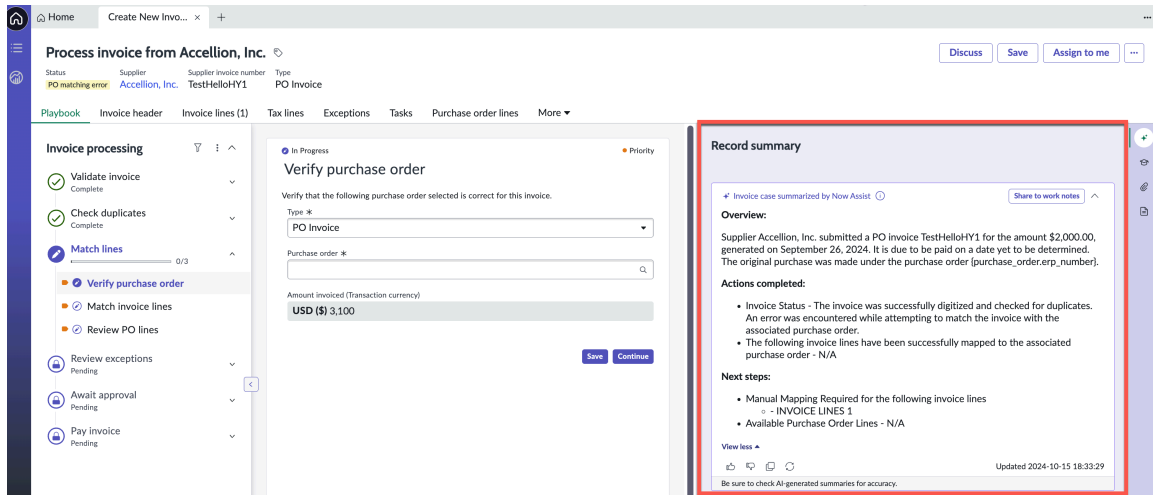 Home
Create New Invo... × +
Process invoice from Accellion, Inc.
Discuss
Save
Assign to me
Status
Supplier
Supplier invoice number
Type
PO matching error
Accellion, Inc.
TestHelloHY1
PO Invoice
Playbook
Invoice header
Invoice lines (1)
Tax lines
Exceptions
Tasks
Purchase order lines
More
Invoice processing
Validate invoice
Complete
Check duplicates
Complete
Match lines
0/3
Verify purchase order
Match invoice lines
Review PO lines
Review exceptions
Pending
Await approval
Pending
Pay invoice
Pending
In Progress
Priority
Verify purchase order
Verify that the following purchase order selected is correct for this invoice.
Type *
PO Invoice
Purchase order *
Amount invoiced (Transaction currency)
USD ($) 3,100
Save
Continue
Record summary
Invoice case summarized by Now Assist
Share to work notes
Overview:
Supplier Accellion, Inc. submitted a PO invoice TestHelloHY1 for the amount $2,000.00,
generated on September 26, 2024. It is due to be paid on a date yet to be determined.
The original purchase was made under the purchase order {purchase_order.erp_number}.
Actions completed:
• Invoice Status - The invoice was successfully digitized and checked for duplicates.
An error was encountered while attempting to match the invoice with the
associated purchase order.
• The following invoice lines have been successfully mapped to the associated
purchase order - N/A
Next steps:
• Manual Mapping Required for the following invoice lines
○ - INVOICE LINES 1
• Available Purchase Order Lines - N/A
View less
Updated 2024-10-15 18:33:29
Be sure to check AI-generated summaries for accuracy.